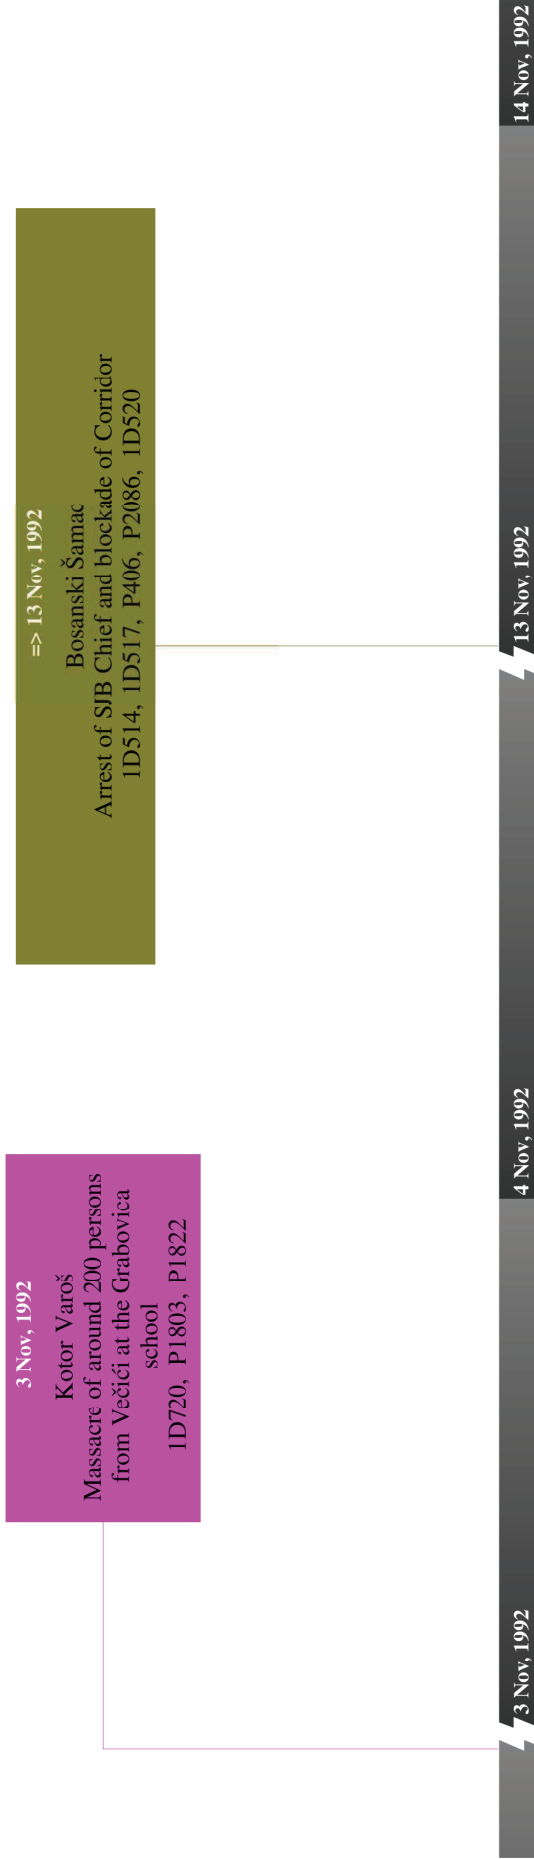 3 Nov, 1992
Kotor Varoš
Massacre of around 200 persons
from Večići at the Grabovica
school
1D720, P1803, P1822
=> 13 Nov, 1992
Bosanski Šamac
Arrest of SJB Chief and blockade of Corridor
1D514, 1D517, P406, P2086, 1D520
3 Nov, 1992
4 Nov, 1992
13 Nov, 1992
14 Nov, 1992